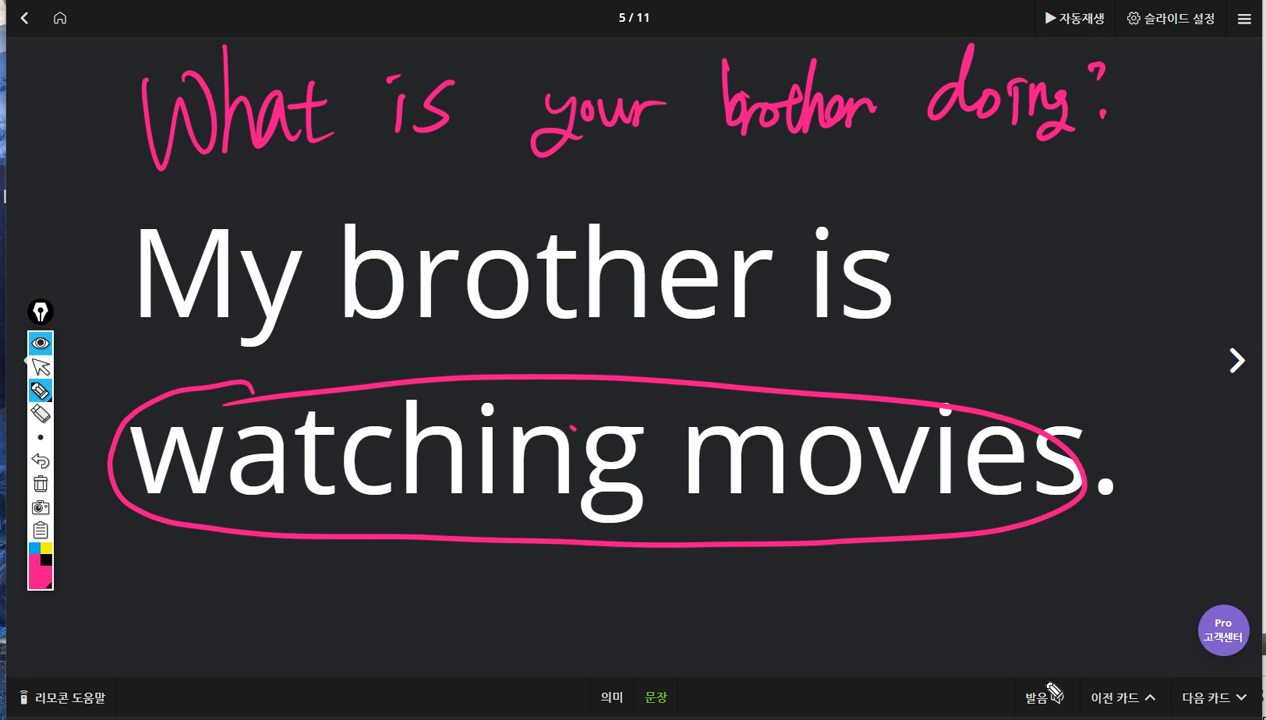 5 / 11
자동재생
슬라이드 설정
What is your brother doing?
My brother is
watching movies.
Pro
고객센터
리모콘 도움말
의미
문장
발음
이전 카드
다음 카드